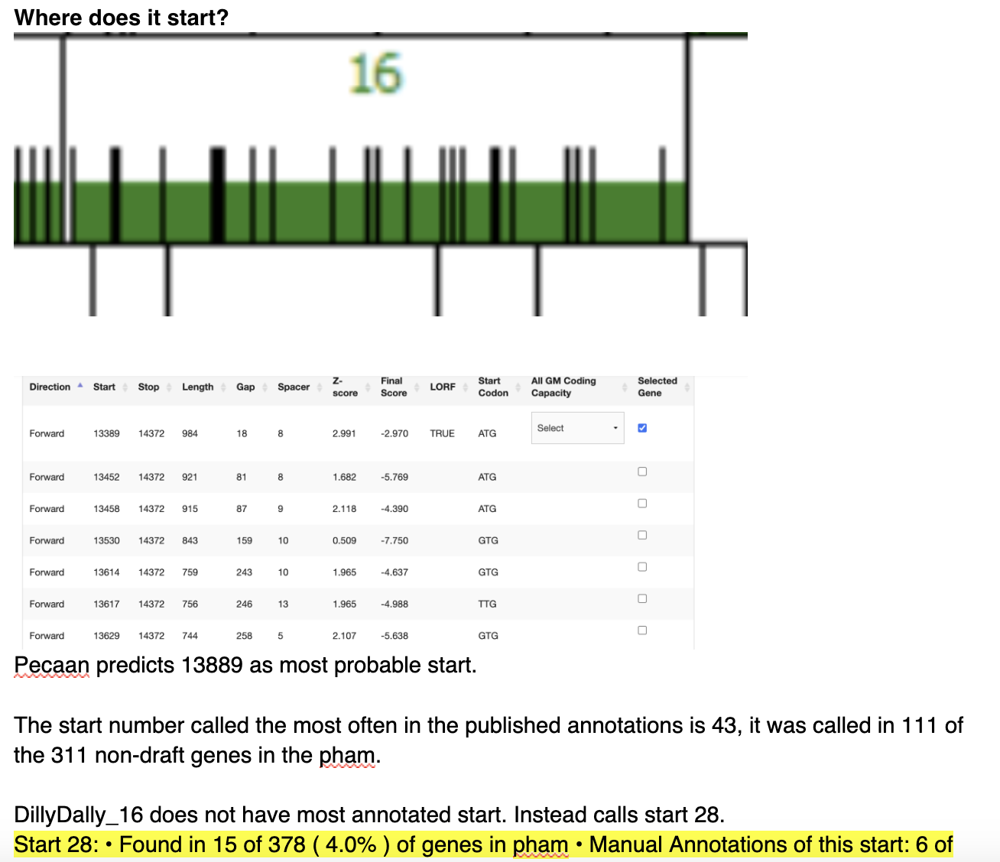 Where does it start?
16
Direction Start Stop Length Gap Spacer Z-score Final Score LORF Start Codon All GM Coding Capacity Selected Gene
Forward 13389 14372 984 18 8 2.991 -2.970 TRUE ATG Select
Forward 13452 14372 921 81 8 1.682 -5.769 ATG
Forward 13458 14372 915 87 9 2.118 -4.390 ATG
Forward 13530 14372 843 159 10 0.509 -7.750 GTG
Forward 13614 14372 759 243 10 1.965 -4.637 GTG
Forward 13617 14372 756 246 13 1.965 -4.988 TTG
Forward 13629 14372 744 258 5 2.107 -5.638 GTG
Pecaan predicts 13889 as most probable start.
The start number called the most often in the published annotations is 43, it was called in 111 of
the 311 non-draft genes in the pham.
DillyDally_16 does not have most annotated start. Instead calls start 28.
Start 28: • Found in 15 of 378 ( 4.0% ) of genes in pham • Manual Annotations of this start: 6 of